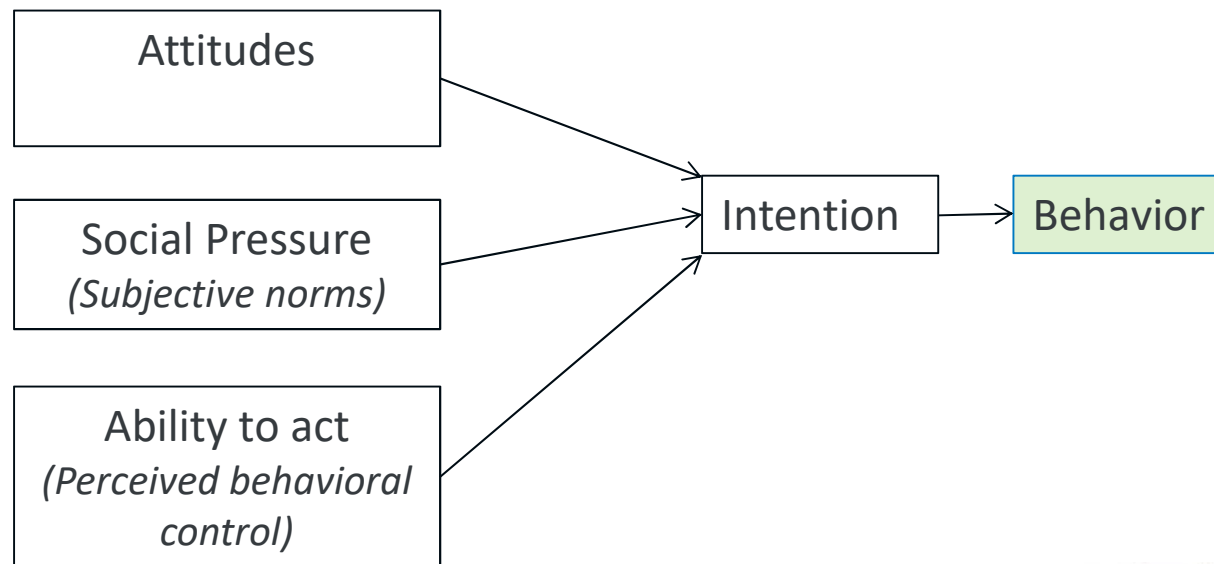 Attitudes
Social Pressure
(Subjective norms)
Ability to act
(Perceived behavioral
control)
Intention
Behavior